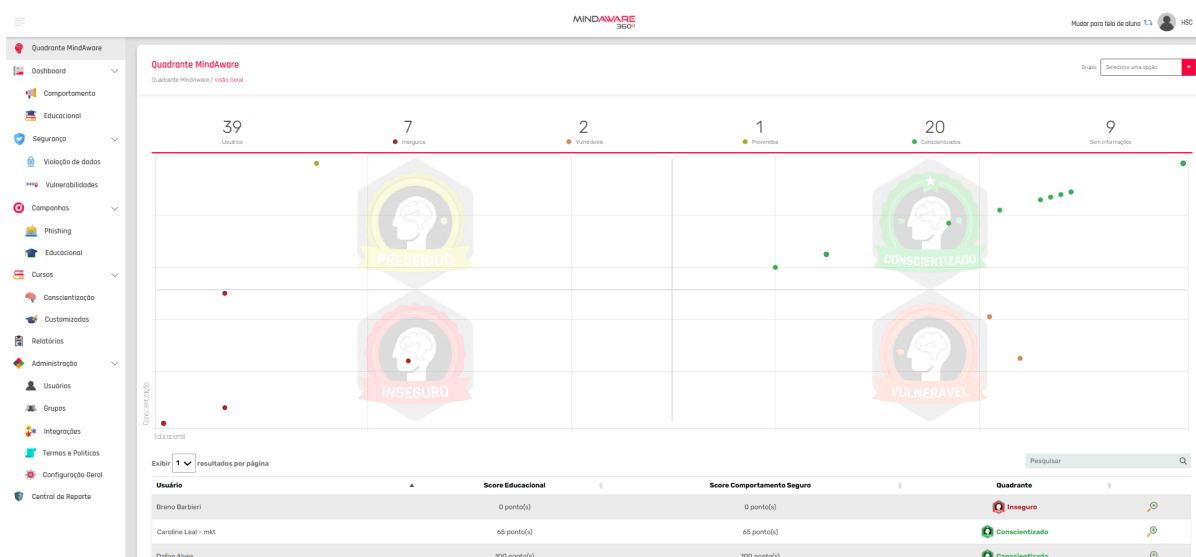 MINDAWARE
360º
Mudar para tela de aluno
HSC
Quadrante MindAware
Dashboard
Comportamento
Educacional
Segurança
Violação de dados
Vulnerabilidades
Campanhas
Phishing
Educacional
Cursos
Conscientização
Customizados
Relatórios
Administração
Usuários
Grupos
Integrações
Termos e Políticas
Configuração Geral
Central de Reporte
Quadrante MindAware
Quadrante MindAware / Visão Geral
Grupo: Selecione uma opção
39 7 2 1 20 9
Usuários Inseguros Vulneráveis Prevenidos Conscientizados Sem informações
PREVENIDO CONSCIENTIZADO
INSEGURO VULNERÁVEL
Conscientização
Educacional
Exibir 1 resultados por página
Pesquisar
Usuário Score Educacional Score Comportamento Seguro Quadrante
Breno Barbieri 0 ponto(s) 0 ponto(s) Inseguro
Caroline Leal - mkt 65 ponto(s) 65 ponto(s) Conscientizado
Dafne Alves 100 ponto(s) 100 ponto(s) Conscientizado